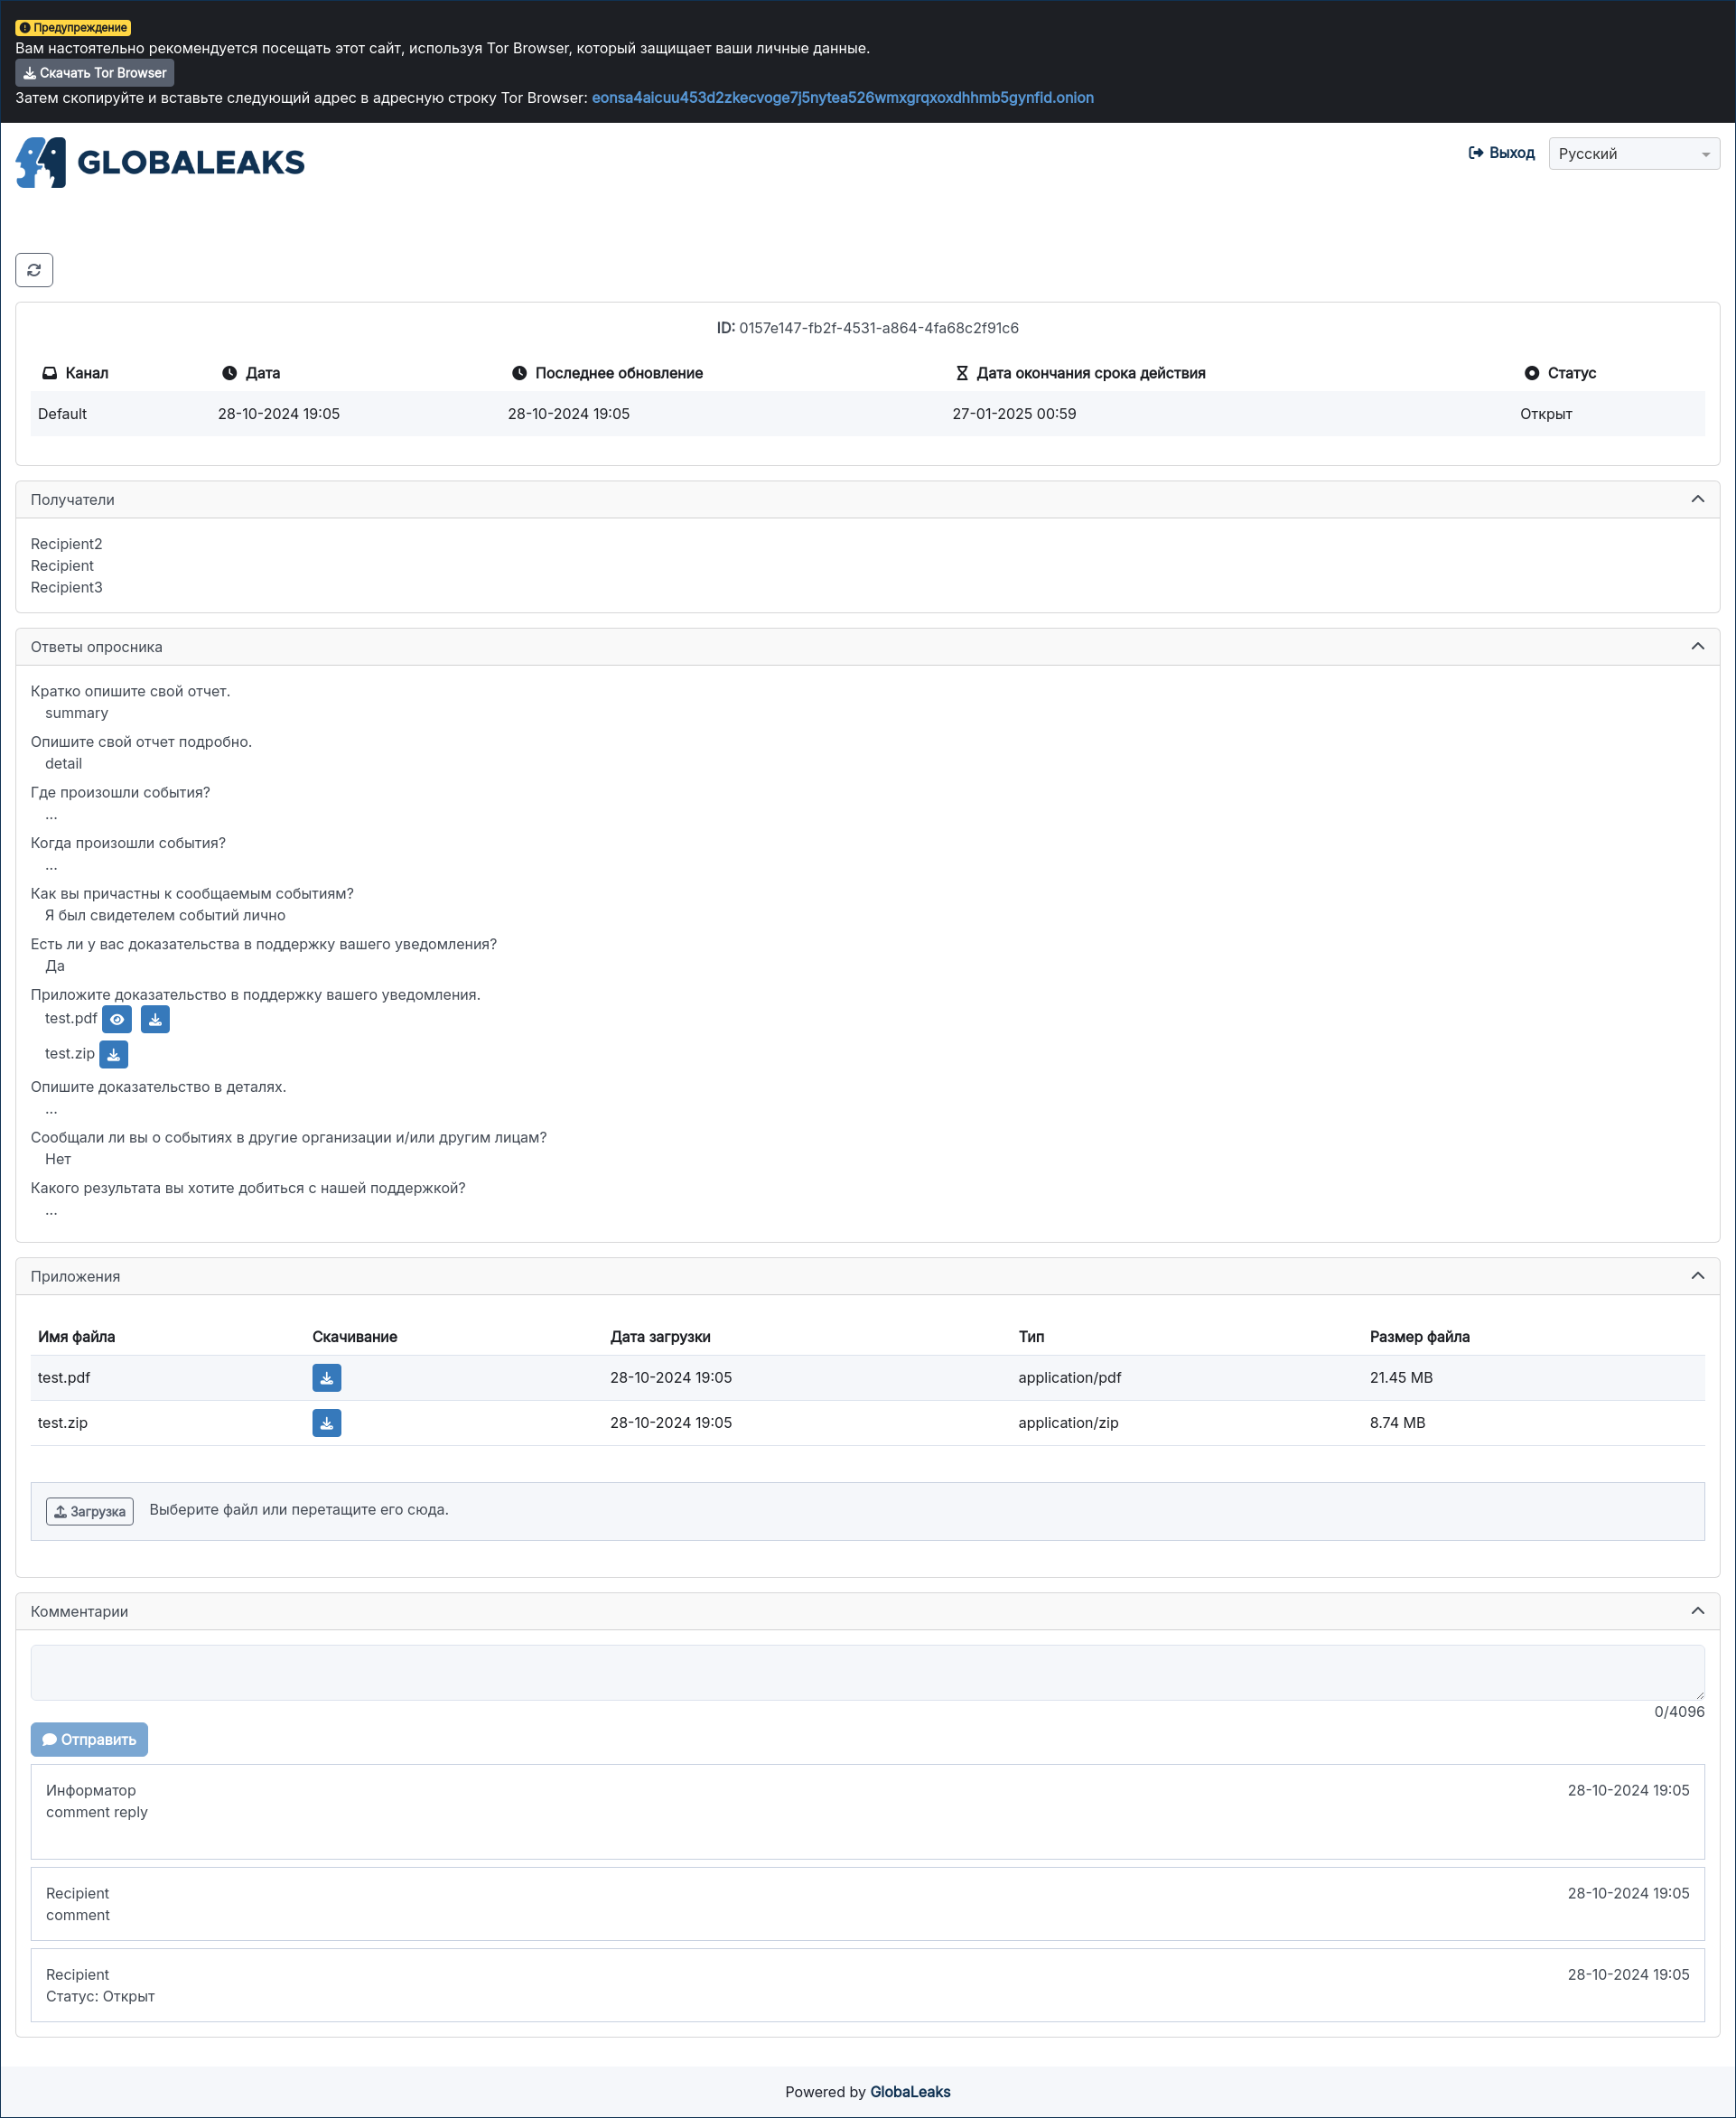 Предупреждение
Вам настоятельно рекомендуется посещать этот сайт, используя Tor Browser, который защищает ваши личные данные.
Скачать Tor Browser
Затем скопируйте и вставьте следующий адрес в адресную строку Tor Browser: eonsa4aicuu453d2zkecvoge7j5nytea526wmxgrqxoxdhhmb5gynfid.onion
GLOBALEAKS
Выход
Русский
ID: 0157e147-fb2f-4531-a864-4fa68c2f91c6
Канал Дата Последнее обновление Дата окончания срока действия Статус
Default 28-10-2024 19:05 28-10-2024 19:05 27-01-2025 00:59 Открыт
Получатели
Recipient2
Recipient
Recipient3
Ответы опросника
Кратко опишите свой отчет.
summary
Опишите свой отчет подробно.
detail
Где произошли события?
...
Когда произошли события?
...
Как вы причастны к сообщаемым событиям?
Я был свидетелем событий лично
Есть ли у вас доказательства в поддержку вашего уведомления?
Да
Приложите доказательство в поддержку вашего уведомления.
test.pdf
test.zip
Опишите доказательство в деталях.
...
Сообщали ли вы о событиях в другие организации и/или другим лицам?
Нет
Какого результата вы хотите добиться с нашей поддержкой?
...
Приложения
Имя файла Скачивание Дата загрузки Тип Размер файла
test.pdf 28-10-2024 19:05 application/pdf 21.45 MB
test.zip 28-10-2024 19:05 application/zip 8.74 MB
Загрузка Выберите файл или перетащите его сюда.
Комментарии
0/4096
Отправить
Информатор 28-10-2024 19:05
comment reply
Recipient 28-10-2024 19:05
comment
Recipient 28-10-2024 19:05
Статус: Открыт
Powered by GlobaLeaks